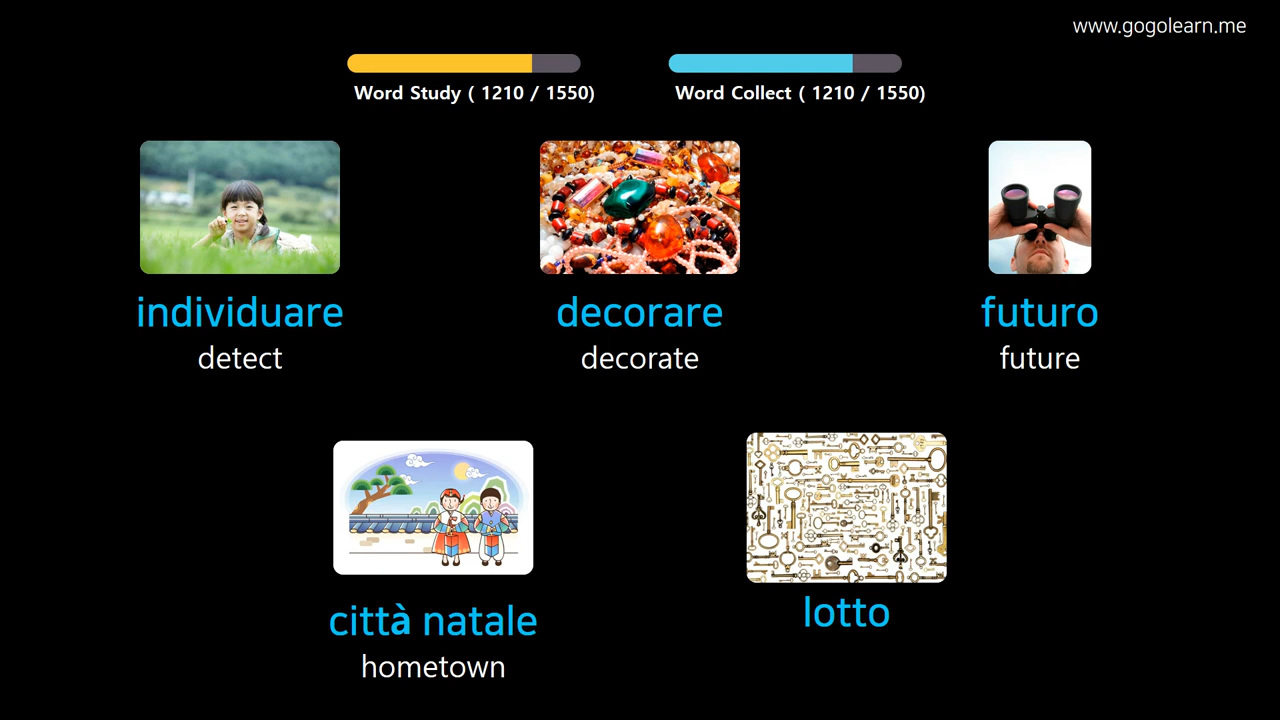 www.gogolearn.me
Word Study ( 1210 / 1550)
Word Collect ( 1210 / 1550)
individuare
detect
decorare
decorate
futuro
future
città natale
hometown
lotto